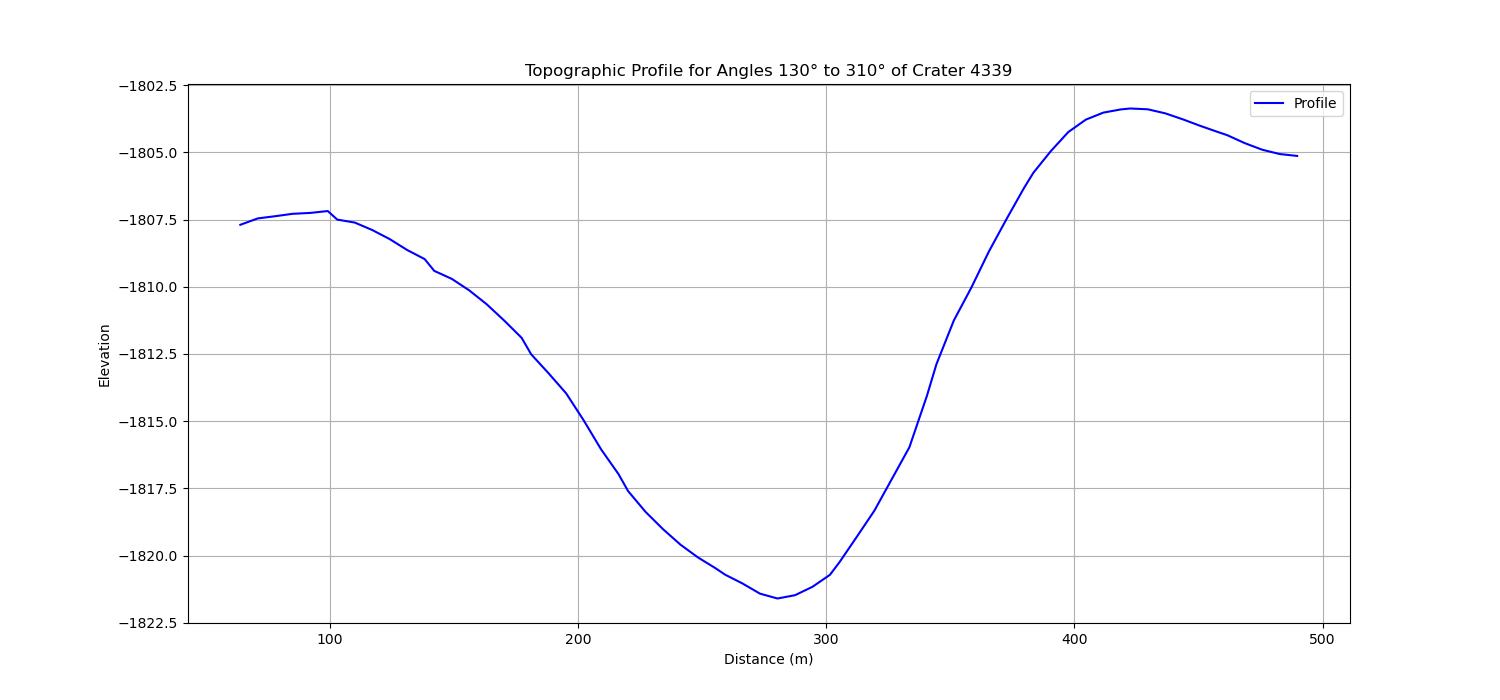 Topographic Profile for Angles 130° to 310° of Crater 4339
Profile
Elevation
−1802.5
−1805.0
−1807.5
−1810.0
−1812.5
−1815.0
−1817.5
−1820.0
−1822.5
100 200 300 400 500
Distance (m)